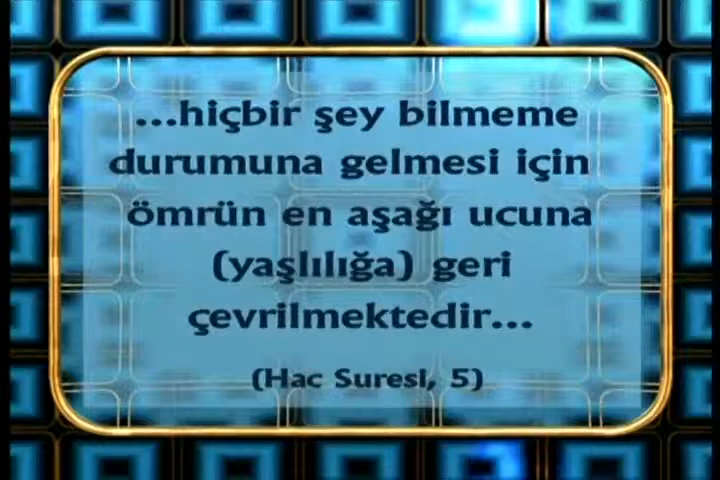 ...hiçbir şey bilmeme
durumuna gelmesi için
ömrün en aşağı ucuna
(yaşlılığa) geri
çevrilmektedir...
(Hac Suresi, 5)